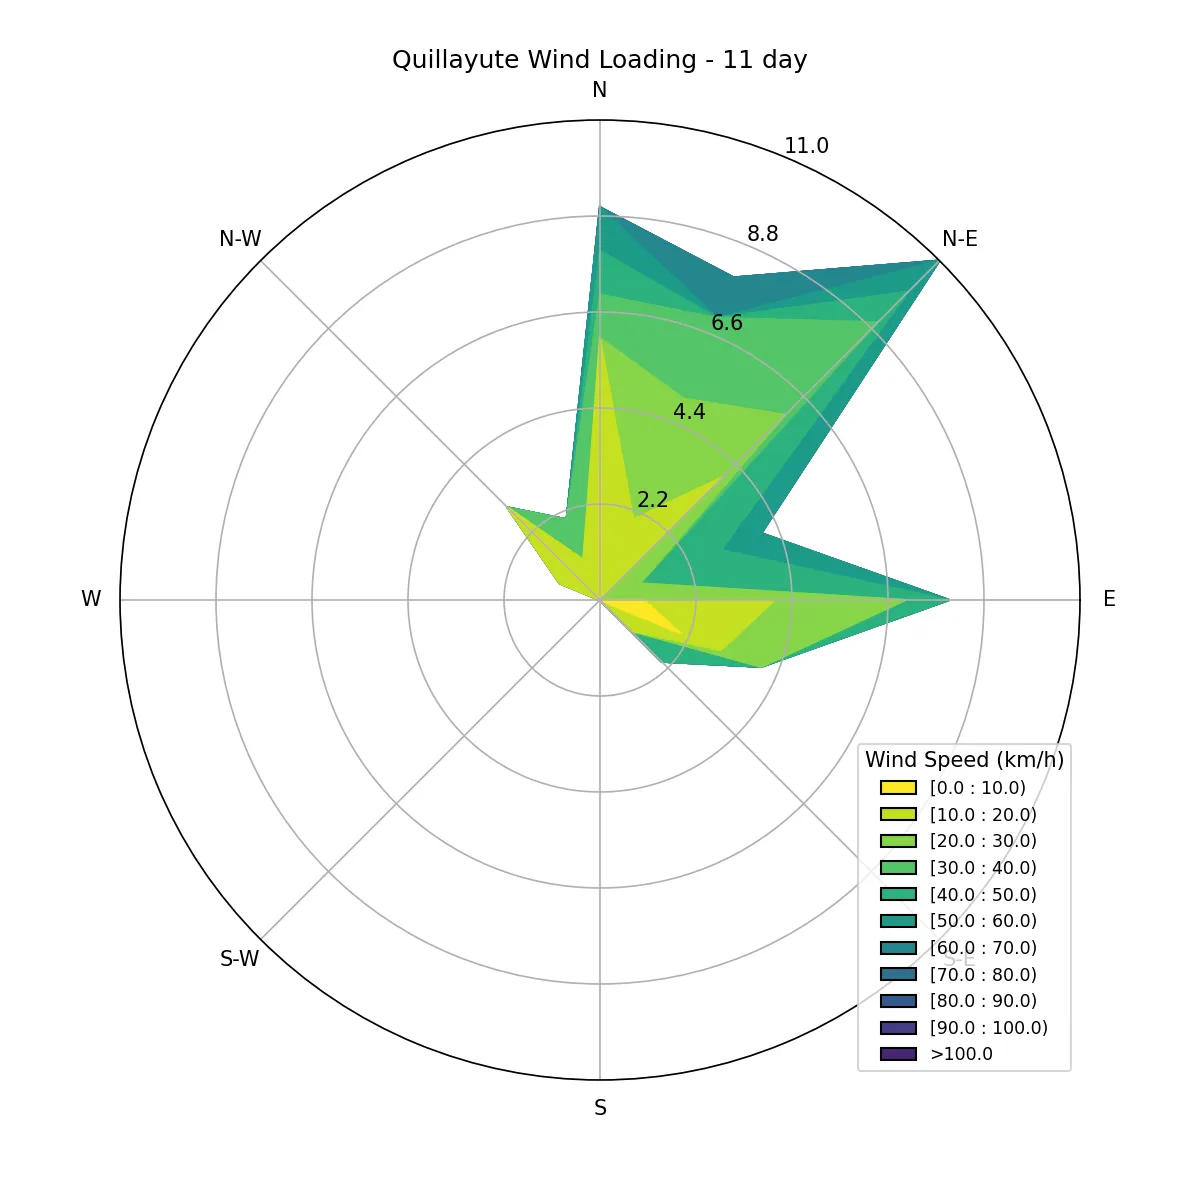 Quillayute Wind Loading - 11 day
N
11.0
8.8
N-W
N-E
6.6
4.4
2.2
W
E
Wind Speed (km/h)
[0.0 : 10.0)
[10.0 : 20.0)
[20.0 : 30.0)
[30.0 : 40.0)
[40.0 : 50.0)
[50.0 : 60.0)
[60.0 : 70.0)
S-W
S-E
[70.0 : 80.0)
[80.0 : 90.0)
[90.0 : 100.0)
>100.0
S